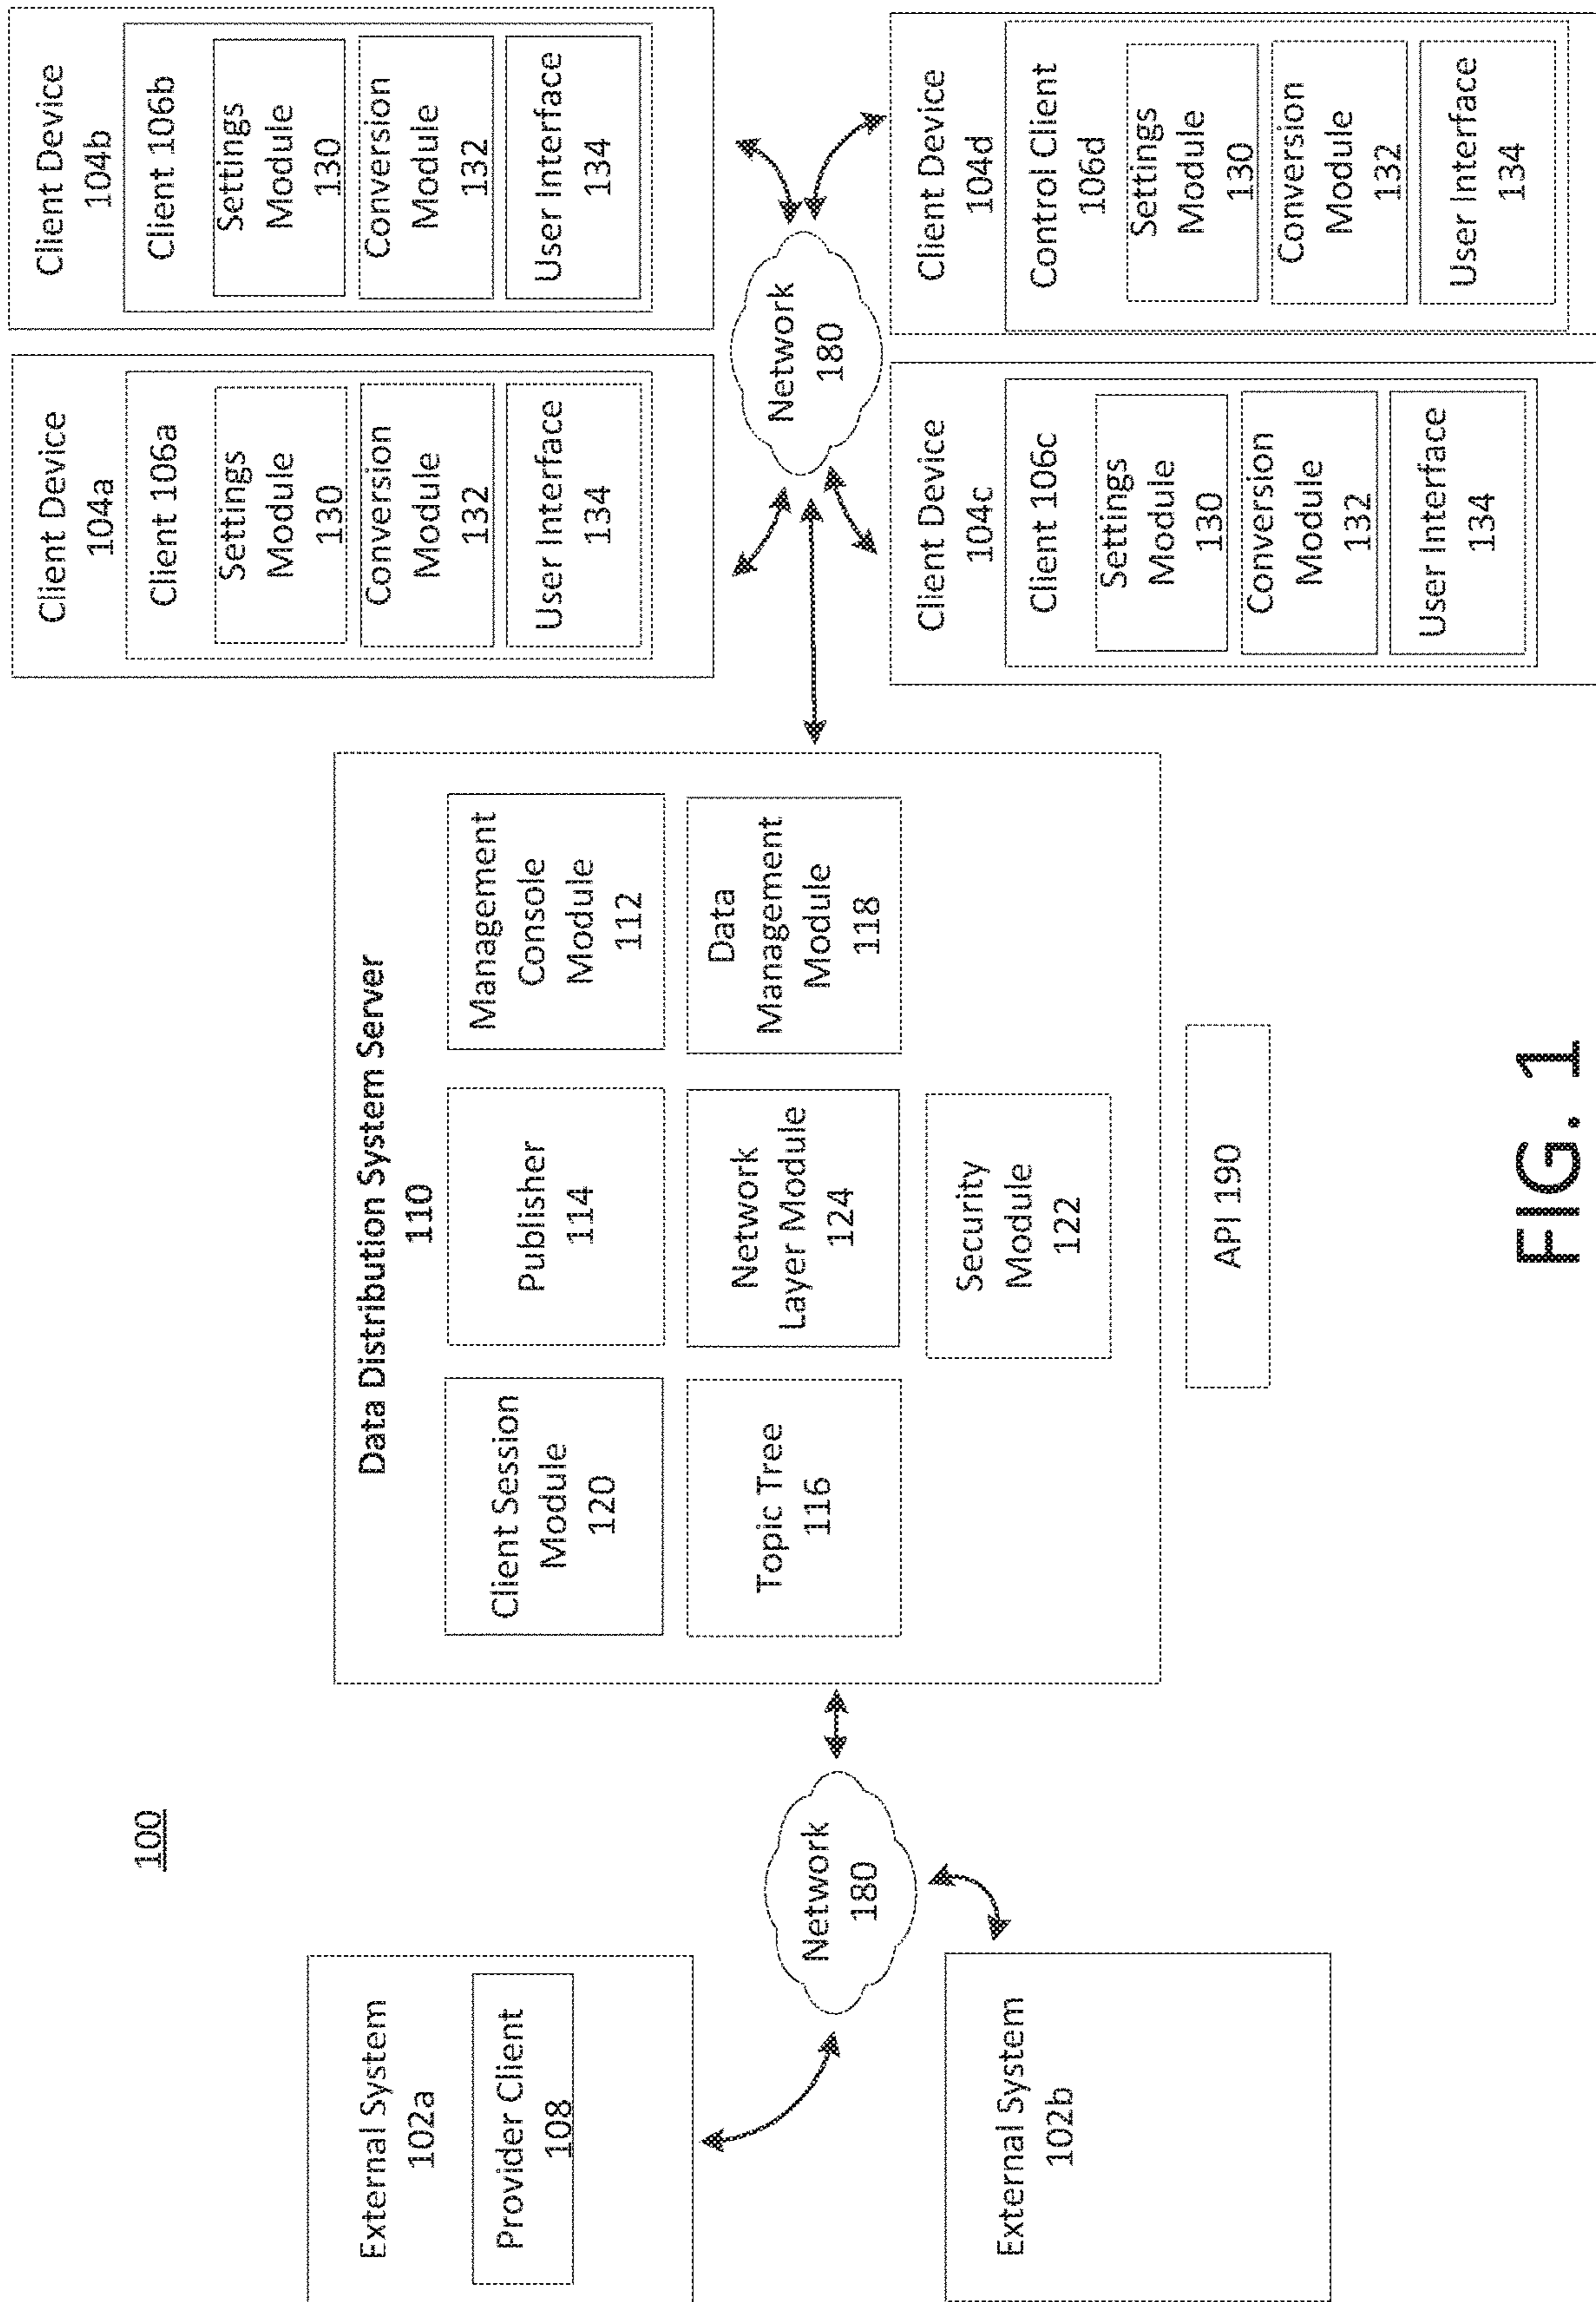 100
External System
102a
Provider Client
108
External System
102b
Network
180
Data Distribution System Server
110
Client Session
Module
120
Publisher
114
Management
Console
Module
112
Topic Tree
116
Network
Layer Module
124
Data
Management
Module
118
Security
Module
122
API 190
Network
180
Client Device
104a
Client 106a
Settings
Module
130
Conversion
Module
132
User Interface
134
Client Device
104b
Client 106b
Settings
Module
130
Conversion
Module
132
User Interface
134
Client Device
104c
Client 106c
Settings
Module
130
Conversion
Module
132
User Interface
134
Client Device
104d
Control Client
106d
Settings
Module
130
Conversion
Module
132
User Interface
134
FIG. 1